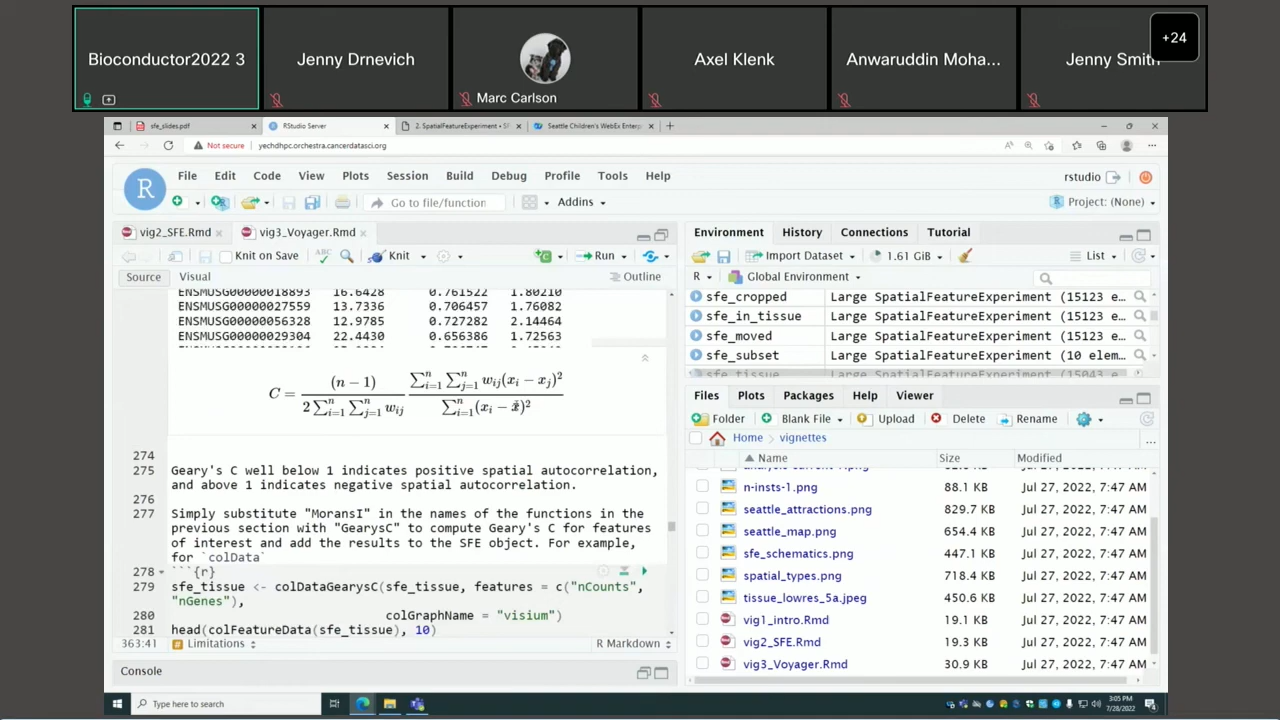 Bioconductor2022 3
Jenny Drnevich
Marc Carlson
Axel Klenk
Anwaruddin Moha...
Jenny Smith
+24
sfe_slides.pdf
RStudio Server
2. SpatialFeatureExperiment • SF
Seattle Children's WebEx Enterp
Not secure
yechdhpc.orchestra.cancerdatasci.org
R
File
Edit
Code
View
Plots
Session
Build
Debug
Profile
Tools
Help
rstudio
Go to file/function
Addins
Project: (None)
vig2_SFE.Rmd
vig3_Voyager.Rmd
Knit on Save
ABC
Knit
Run
Source
Visual
Outline
ENSMUSG00000018893 16.6428 0.761522 1.80210
ENSMUSG00000027559 13.7336 0.706457 1.76082
ENSMUSG00000056328 12.9785 0.727282 2.14464
ENSMUSG00000029304 22.4430 0.656386 1.72563
C = (n − 1) / 2∑ⁿᵢ₌₁ ∑ⁿⱼ₌₁ wᵢⱼ · ∑ⁿᵢ₌₁ ∑ⁿⱼ₌₁ wᵢⱼ(xᵢ − xⱼ)² / ∑ⁿᵢ₌₁(xᵢ − x̄)²
274
275 Geary's C well below 1 indicates positive spatial autocorrelation,
and above 1 indicates negative spatial autocorrelation.
276
277 Simply substitute "MoransI" in the names of the functions in the
previous section with "GearysC" to compute Geary's C for features
of interest and add the results to the SFE object. For example,
for `colData`
278 ```{r}
279 sfe_tissue <- colDataGearysC(sfe_tissue, features = c("nCounts",
"nGenes"),
280 colGraphName = "visium")
281 head(colFeatureData(sfe_tissue), 10)
363:41
Limitations
R Markdown
Console
Environment
History
Connections
Tutorial
Import Dataset
1.61 GiB
List
R
Global Environment
sfe_cropped Large SpatialFeatureExperiment (15123 e…
sfe_in_tissue Large SpatialFeatureExperiment (15123 e…
sfe_moved Large SpatialFeatureExperiment (15123 e…
sfe_subset Large SpatialFeatureExperiment (10 elem…
sfe_tissue Large SpatialFeatureExperiment (15043 e…
Files
Plots
Packages
Help
Viewer
Folder
Blank File
Upload
Delete
Rename
Home
vignettes
...
Name
Size
Modified
n-insts-1.png 88.1 KB Jul 27, 2022, 7:47 AM
seattle_attractions.png 829.7 KB Jul 27, 2022, 7:47 AM
seattle_map.png 654.4 KB Jul 27, 2022, 7:47 AM
sfe_schematics.png 447.1 KB Jul 27, 2022, 7:47 AM
spatial_types.png 718.4 KB Jul 27, 2022, 7:47 AM
tissue_lowres_5a.jpeg 450.6 KB Jul 27, 2022, 7:47 AM
vig1_intro.Rmd 19.1 KB Jul 27, 2022, 7:47 AM
vig2_SFE.Rmd 19.3 KB Jul 27, 2022, 7:47 AM
vig3_Voyager.Rmd 30.9 KB Jul 27, 2022, 7:47 AM
Type here to search
3:05 PM
7/28/2022